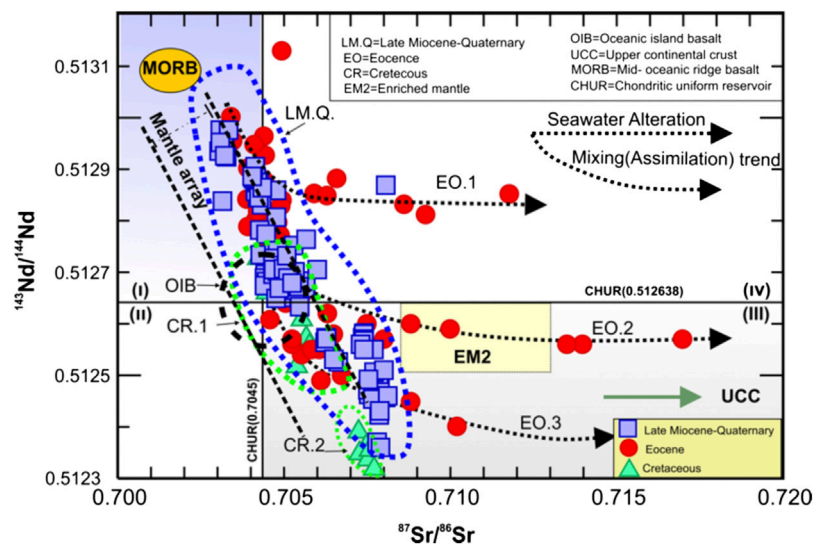 LM.Q=Late Miocene-Quaternary
EO=Eocence
CR=Cretecous
EM2=Enriched mantle
OIB=Oceanic island basalt
UCC=Upper continental crust
MORB=Mid- oceanic ridge basalt
CHUR=Chondritic uniform reservoir
MORB
LM.Q.
Seawater Alteration
Mixing(Assimilation) trend
Mantle array
EO.1
OIB
(I)
CHUR(0.512638)
(IV)
(II)
(III)
CR.1
EO.2
EM2
UCC
EO.3
CR.2
CHUR(0.7045)
Late Miocene-Quaternary
Eocene
Cretaceous
0.5131
0.5129
0.5127
0.5125
0.5123
¹⁴³Nd/¹⁴⁴Nd
0.700
0.705
0.710
0.715
0.720
⁸⁷Sr/⁸⁶Sr